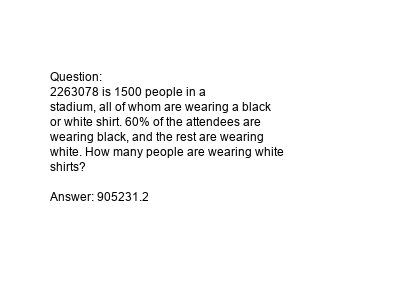 Question:
2263078 is 1500 people in a
stadium, all of whom are wearing a black
or white shirt. 60% of the attendees are
wearing black, and the rest are wearing
white. How many people are wearing white
shirts?
Answer: 905231.2